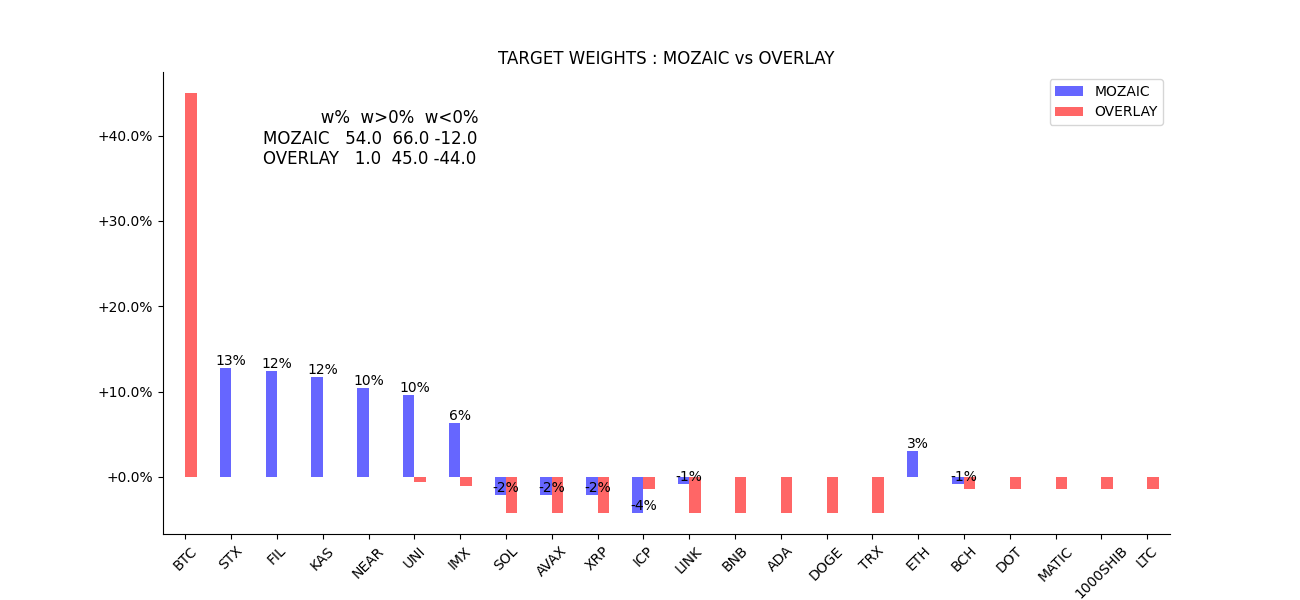 TARGET WEIGHTS : MOZAIC vs OVERLAY
MOZAIC
OVERLAY
w% w>0% w<0%
MOZAIC 54.0 66.0 -12.0
OVERLAY 1.0 45.0 -44.0
+40.0%
+30.0%
+20.0%
+10.0%
+0.0%
13%
12%
12%
10%
10%
6%
-2%
-2%
-2%
-4%
-1%
3%
-1%
BTC
STX
FIL
KAS
NEAR
UNI
IMX
SOL
AVAX
XRP
ICP
LINK
BNB
ADA
DOGE
TRX
ETH
BCH
DOT
MATIC
1000SHIB
LTC